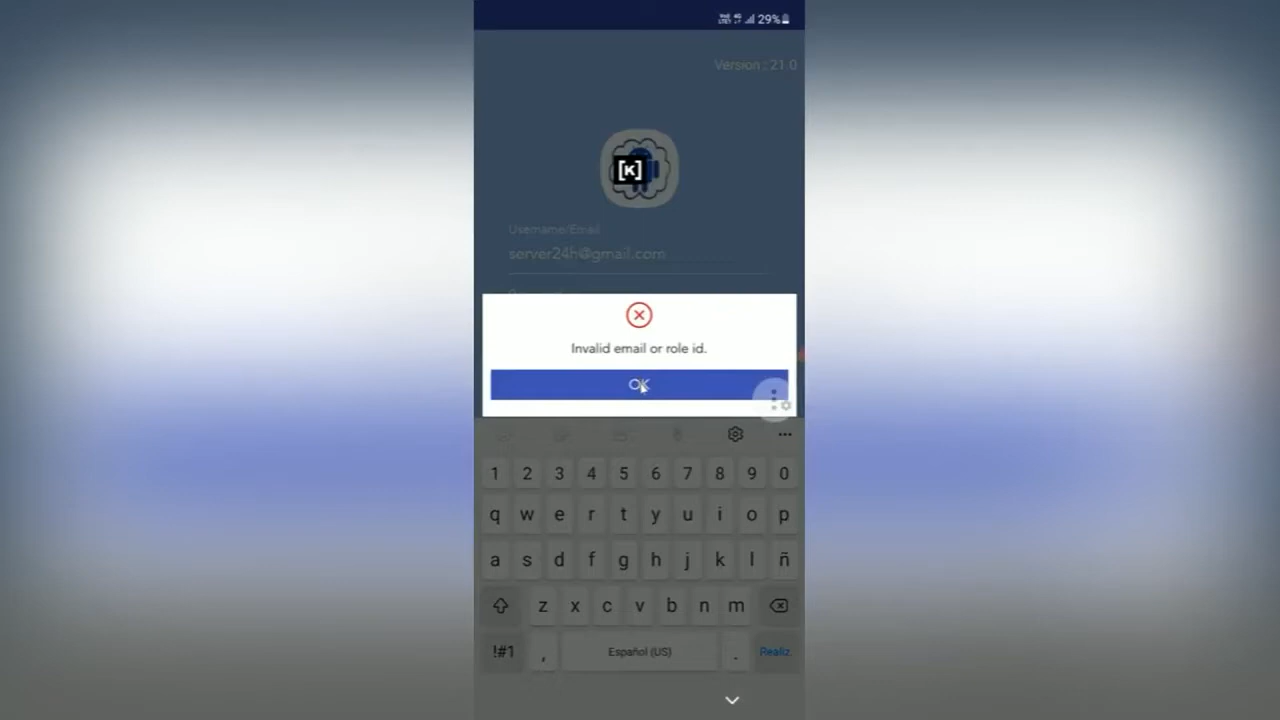 29%
Version : 21.0
[K]
Username/Email
server24h@gmail.com
Invalid email or role id.
OK
1 2 3 4 5 6 7 8 9 0
q w e r t y u i o p
a s d f g h j k l ñ
z x c v b n m
!#1 , Español (US) . Realiz.